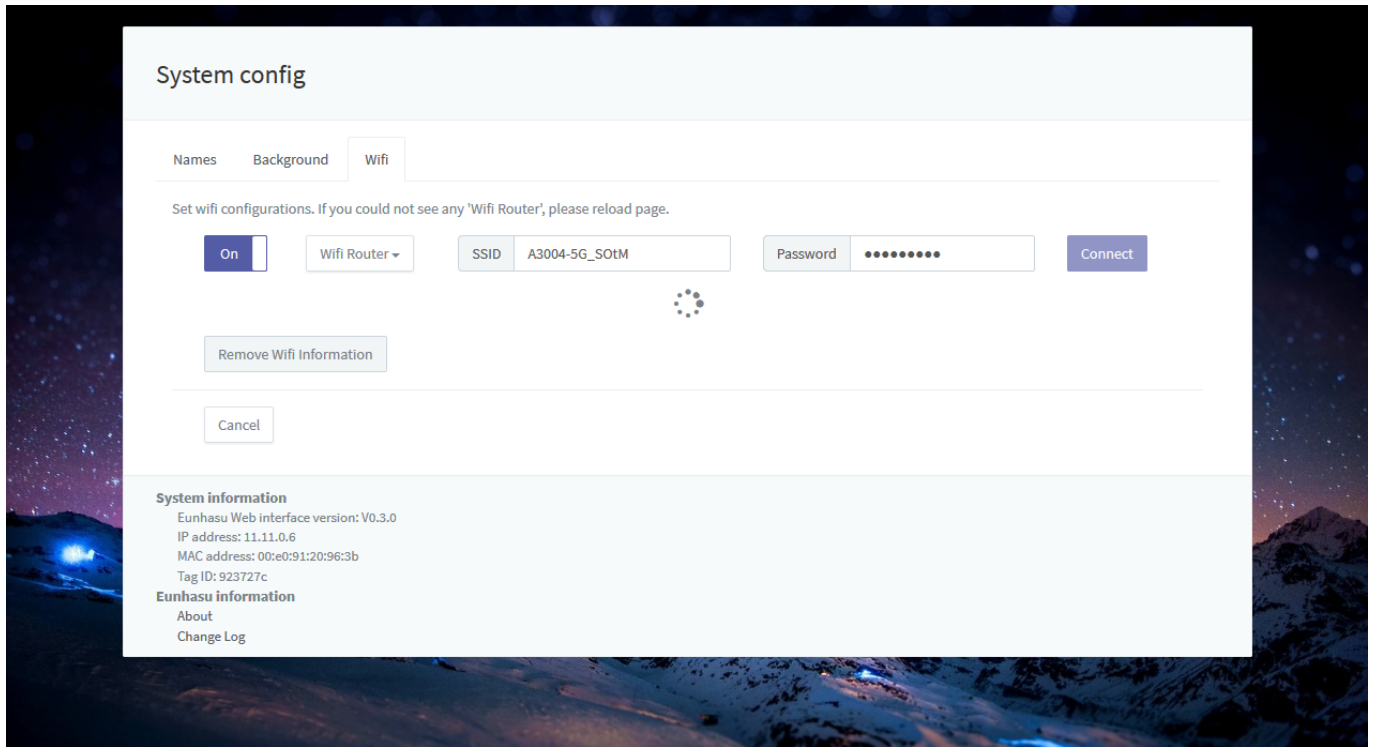 System config
Names Background Wifi
Set wifi configurations. If you could not see any 'Wifi Router', please reload page.
On Wifi Router SSID A3004-5G_SOtM Password ●●●●●●●●● Connect
Remove Wifi Information
Cancel
System information
Eunhasu Web interface version: V0.3.0
IP address: 11.11.0.6
MAC address: 00:e0:91:20:96:3b
Tag ID: 923727c
Eunhasu information
About
Change Log